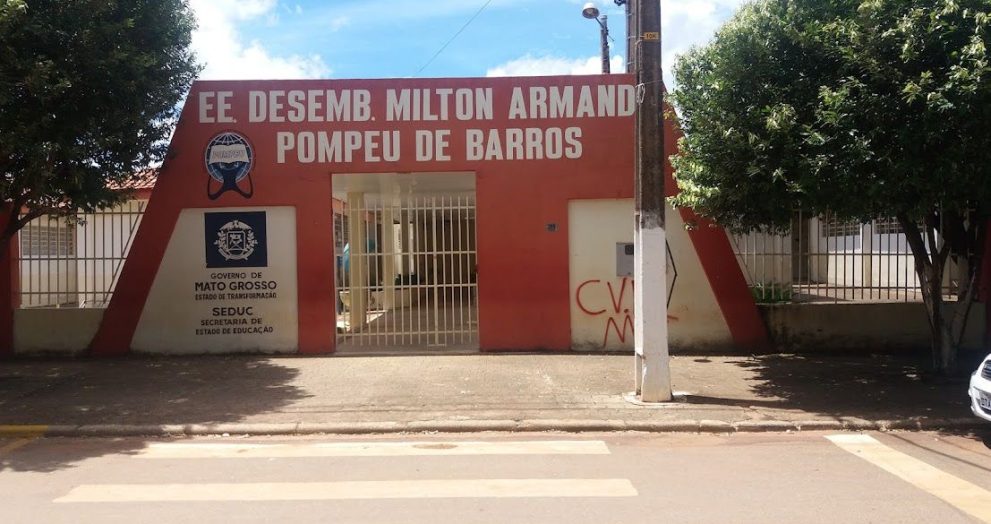 EE. DESEMB. MILTON ARMAND
POMPEU DE BARROS
POMPEU
GOVERNO DE
MATO GROSSO
ESTADO DE TRANSFORMAÇÃO
SEDUC
SECRETARIA DE
ESTADO DE EDUCAÇÃO